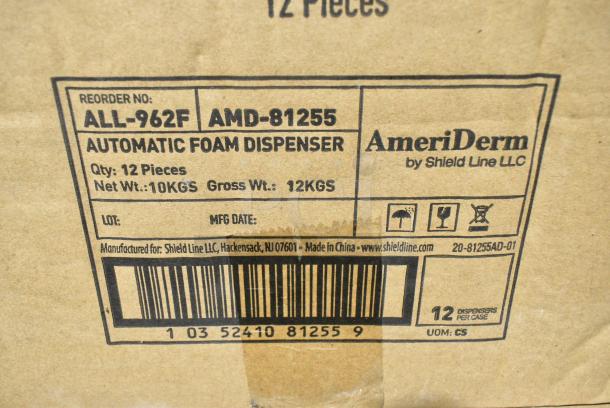 12 Pieces
REORDER NO:
ALL-962F AMD-81255
AUTOMATIC FOAM DISPENSER
Qty: 12 Pieces
Net Wt.:10KGS Gross Wt.: 12KGS
AmeriDerm
by Shield Line LLC
LOT: MFG DATE:
Manufactured for: Shield Line LLC, Hackensack, NJ 07601 • Made in China • www.shieldline.com 20-81255AD-01
1 03 52410 81255 9
12 DISPENSERS
PER CASE
UOM: CS